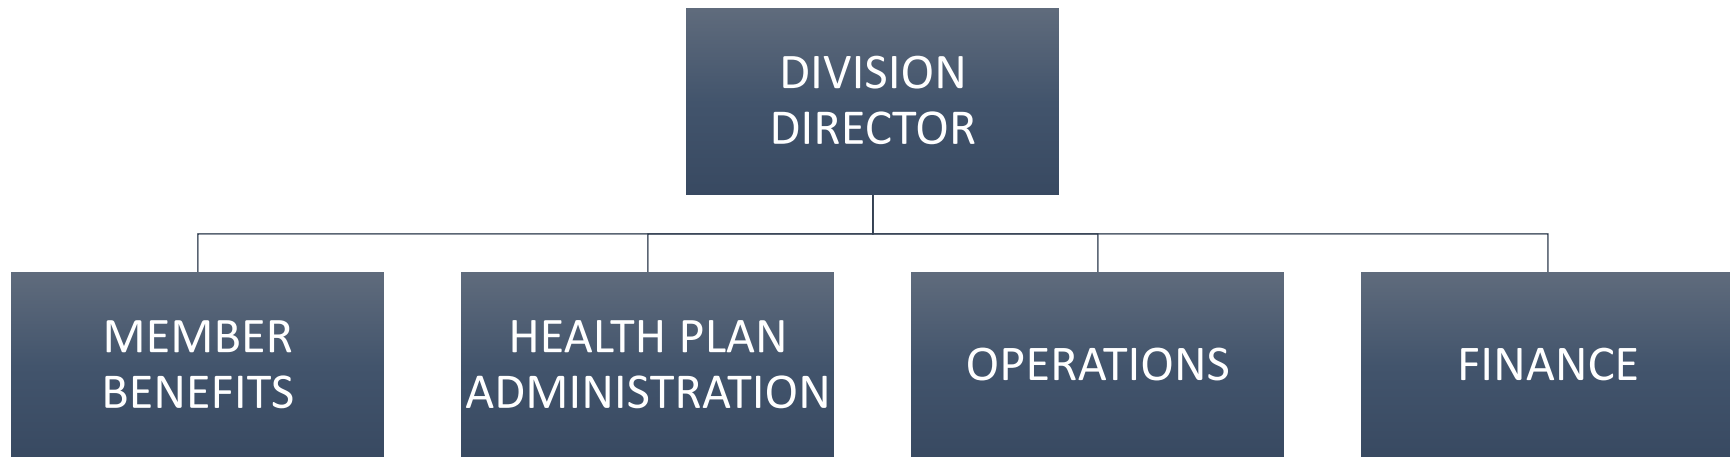 DIVISION
DIRECTOR
MEMBER
BENEFITS
HEALTH PLAN
ADMINISTRATION
OPERATIONS
FINANCE